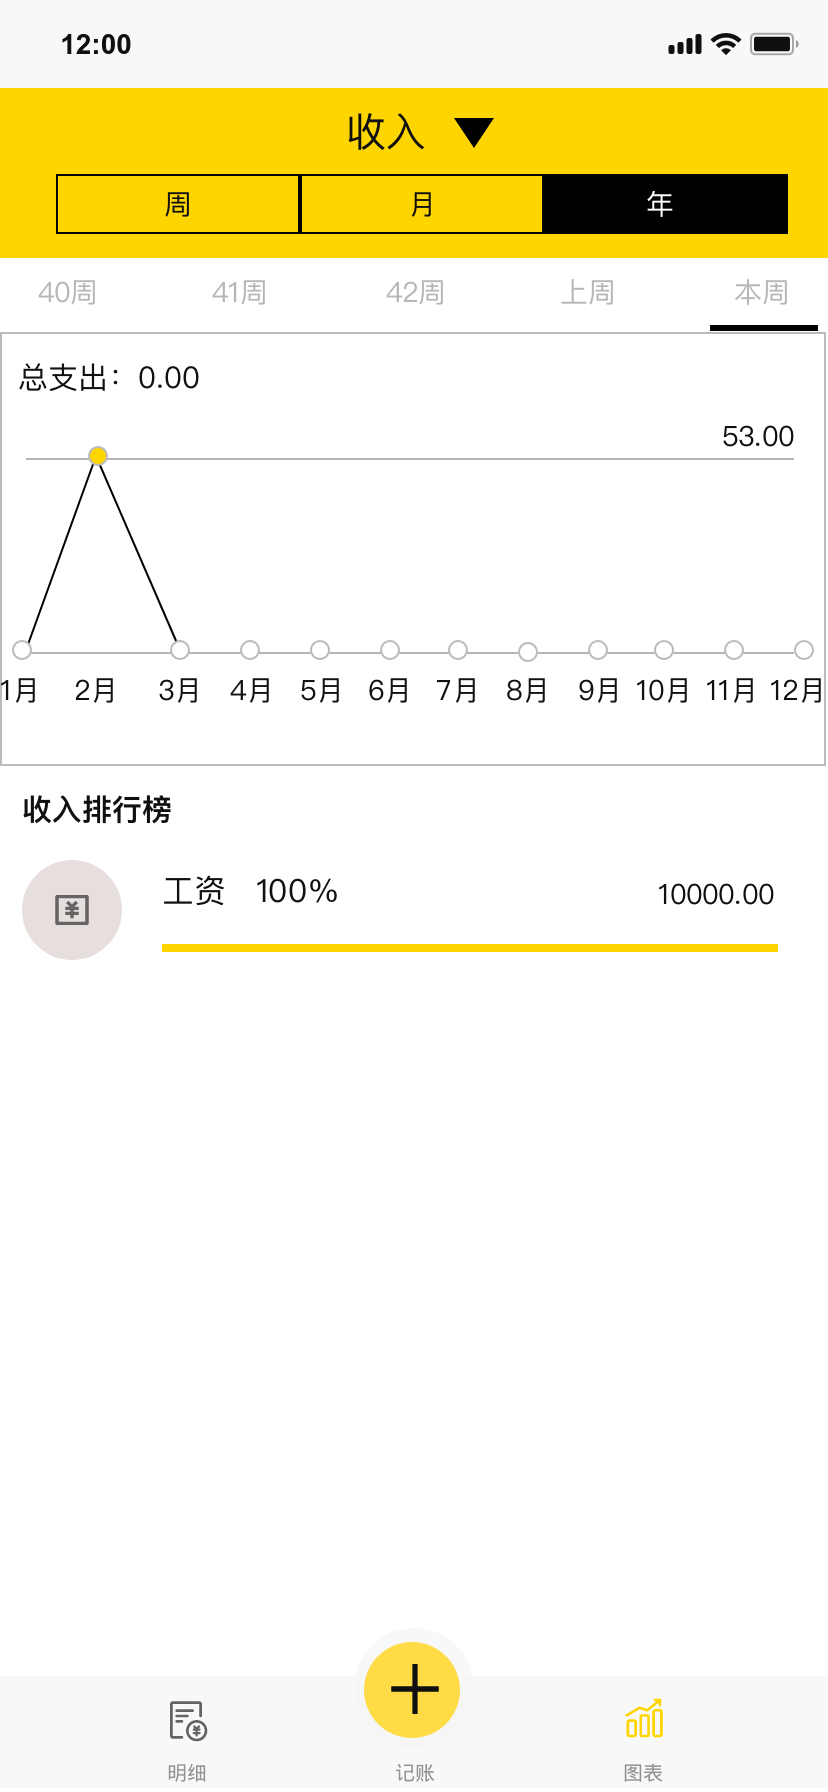 12:00
收入
周 月 年
40周 41周 42周 上周 本周
总支出：0.00
53.00
1月 2月 3月 4月 5月 6月 7月 8月 9月 10月 11月 12月
收入排行榜
¥ 工资 100% 10000.00
¥
明细 记账 图表